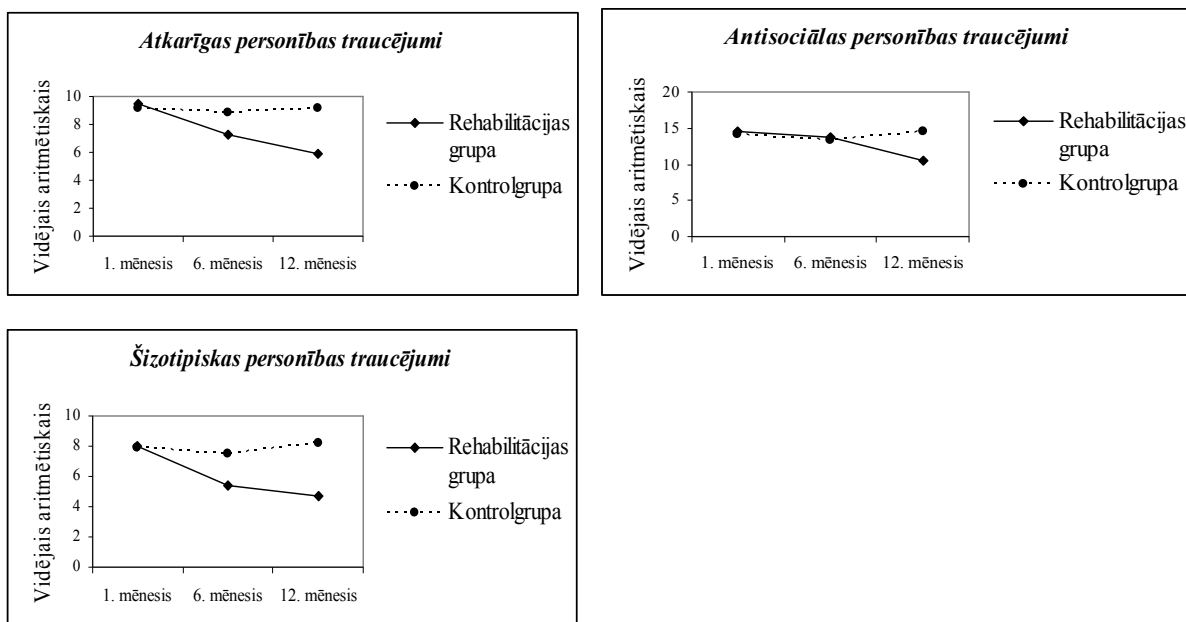 Atkarīgas personības traucējumi
Vidējais aritmētiskais
10
8
6
4
2
0
1. mēnesis 6. mēnesis 12. mēnesis
Rehabilitācijas
grupa
Kontrolgrupa
Antisociālas personības traucējumi
Vidējais aritmētiskais
20
15
10
5
0
1. mēnesis 6. mēnesis 12. mēnesis
Rehabilitācijas
grupa
Kontrolgrupa
Šizotipiskas personības traucējumi
Vidējais aritmētiskais
10
8
6
4
2
0
1. mēnesis 6. mēnesis 12. mēnesis
Rehabilitācijas
grupa
Kontrolgrupa